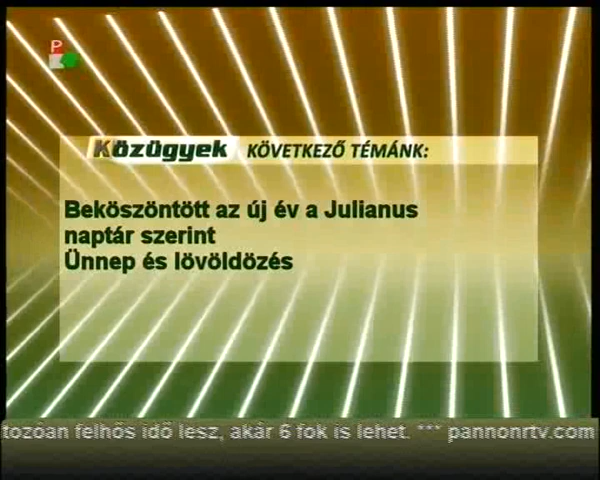 P
Közügyek KÖVETKEZŐ TÉMÁNK:
Beköszöntött az új év a Julianus
naptár szerint
Ünnep és lövöldözés
tozóan felhős idő lesz, akár 6 fok is lehet. *** pannonrtv.com